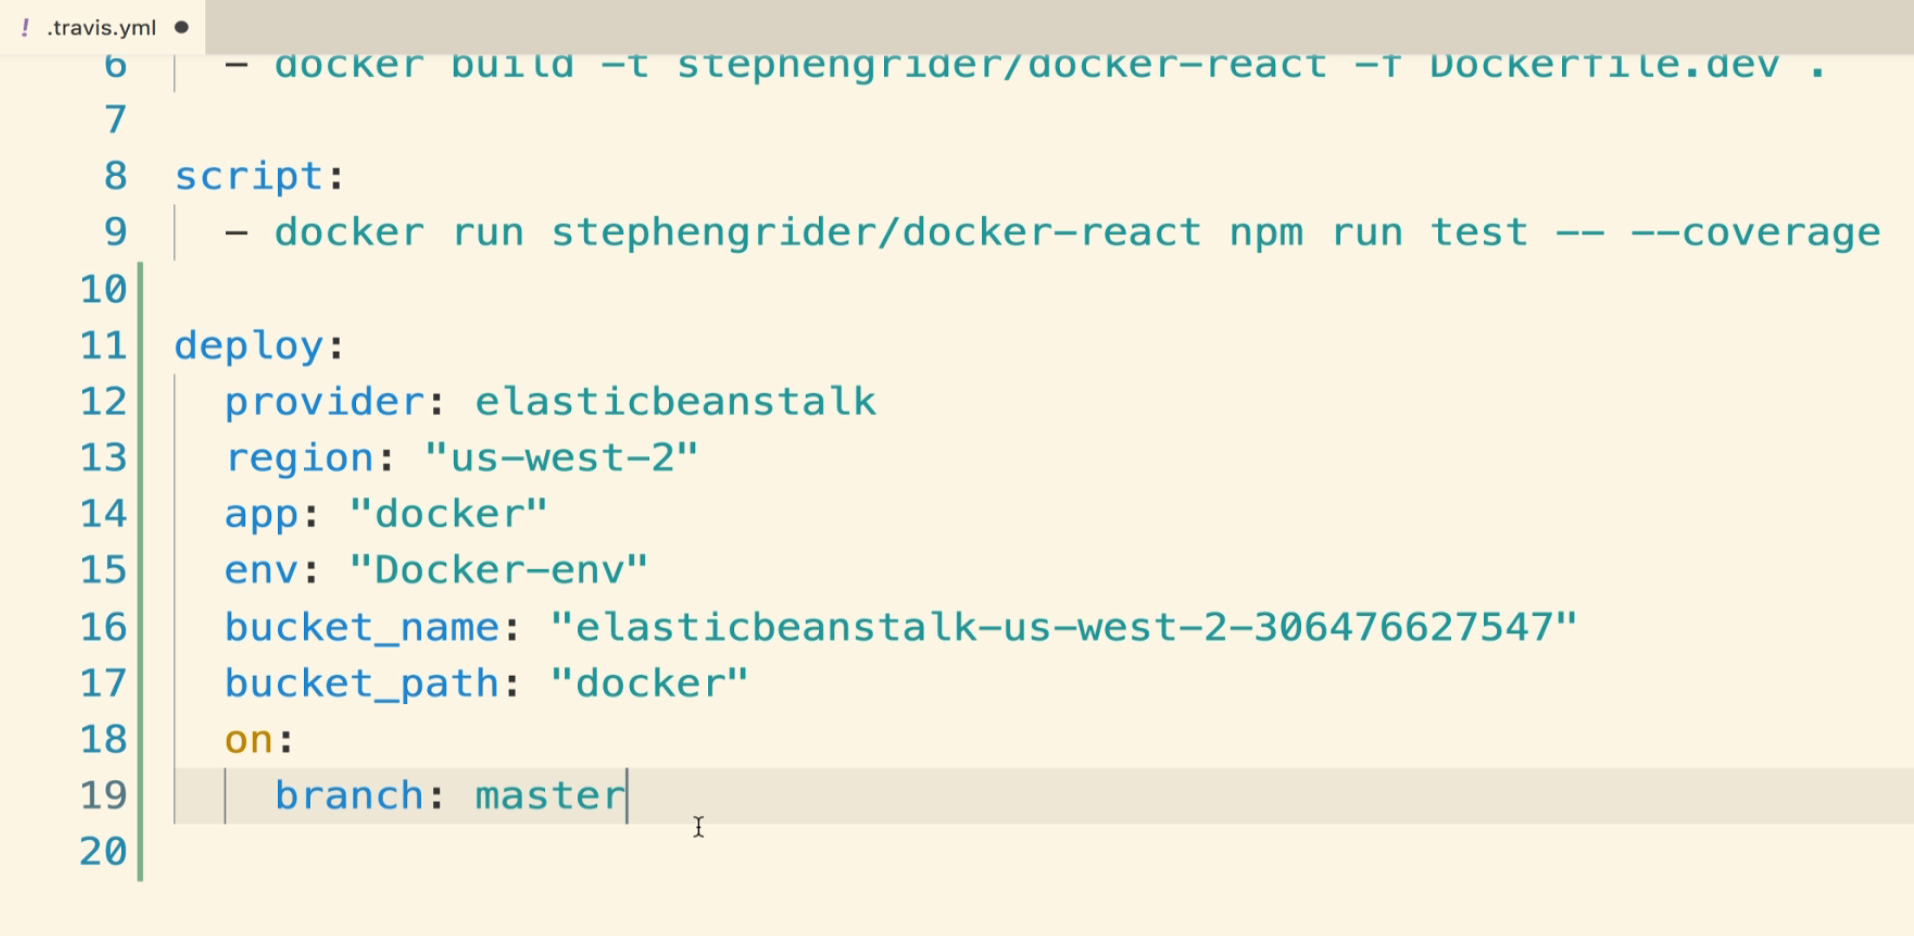 ! .travis.yml ●
6 - docker build -t stephengrider/docker-react -f Dockerfile.dev .
7
8 script:
9 - docker run stephengrider/docker-react npm run test -- --coverage
10
11 deploy:
12 provider: elasticbeanstalk
13 region: "us-west-2"
14 app: "docker"
15 env: "Docker-env"
16 bucket_name: "elasticbeanstalk-us-west-2-306476627547"
17 bucket_path: "docker"
18 on:
19 branch: master
20